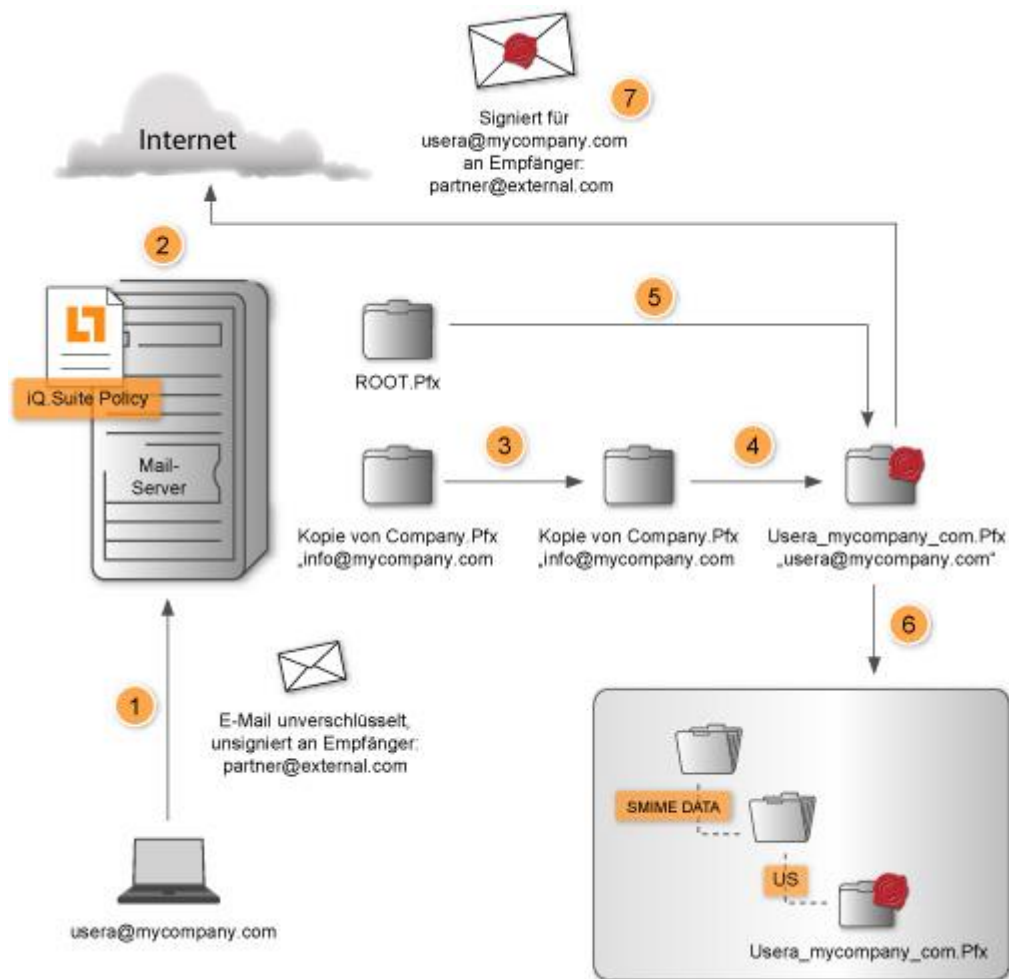 7
Signiert für
usera@mycompany.com
an Empfänger:
partner@external.com
Internet
2
5
iQ.Suite Policy
ROOT.Pfx
Mail-
Server
3
4
Kopie von Company.Pfx
„info@mycompany.com
Kopie von Company.Pfx
„info@mycompany.com
Usera_mycompany_com.Pfx
„usera@mycompany.com“
6
1
E-Mail unverschlüsselt,
unsigniert an Empfänger:
partner@external.com
usera@mycompany.com
SMIME DATA
US
Usera_mycompany_com.Pfx